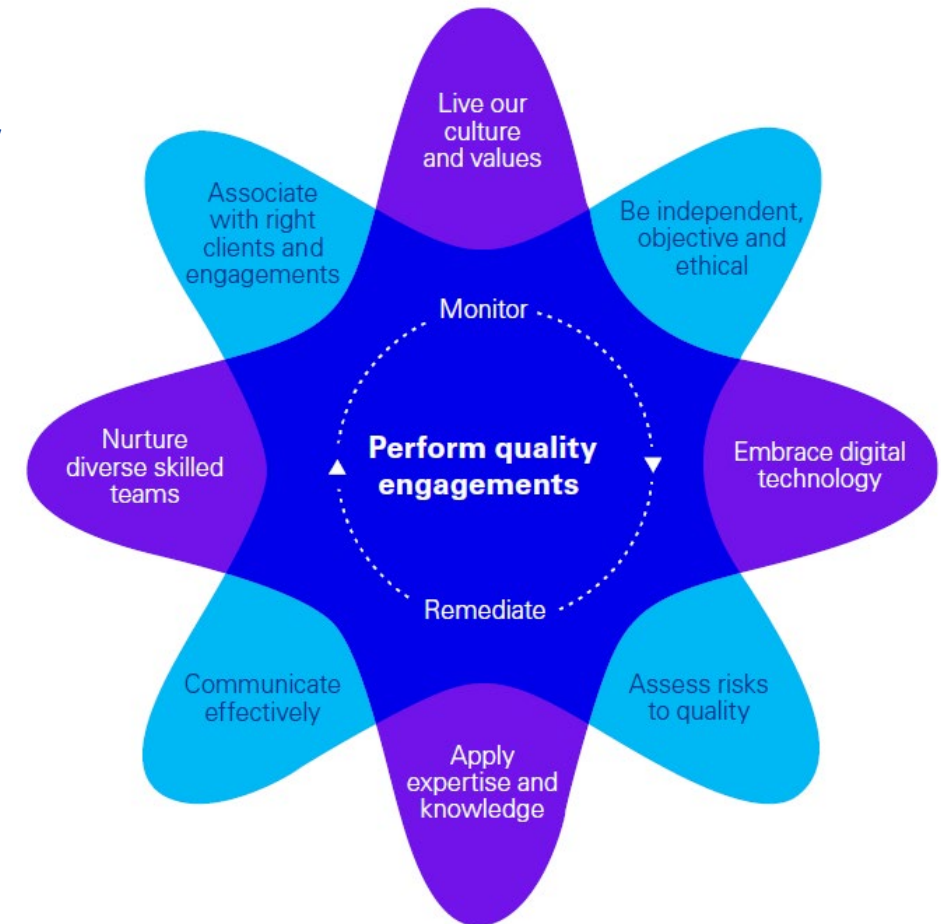 Live our
culture
and values
Associate
with right
clients and
engagements
Be independent,
objective and
ethical
Monitor
Nurture
diverse skilled
teams
Perform quality
engagements
Embrace digital
technology
Remediate
Communicate
effectively
Assess risks
to quality
Apply
expertise and
knowledge